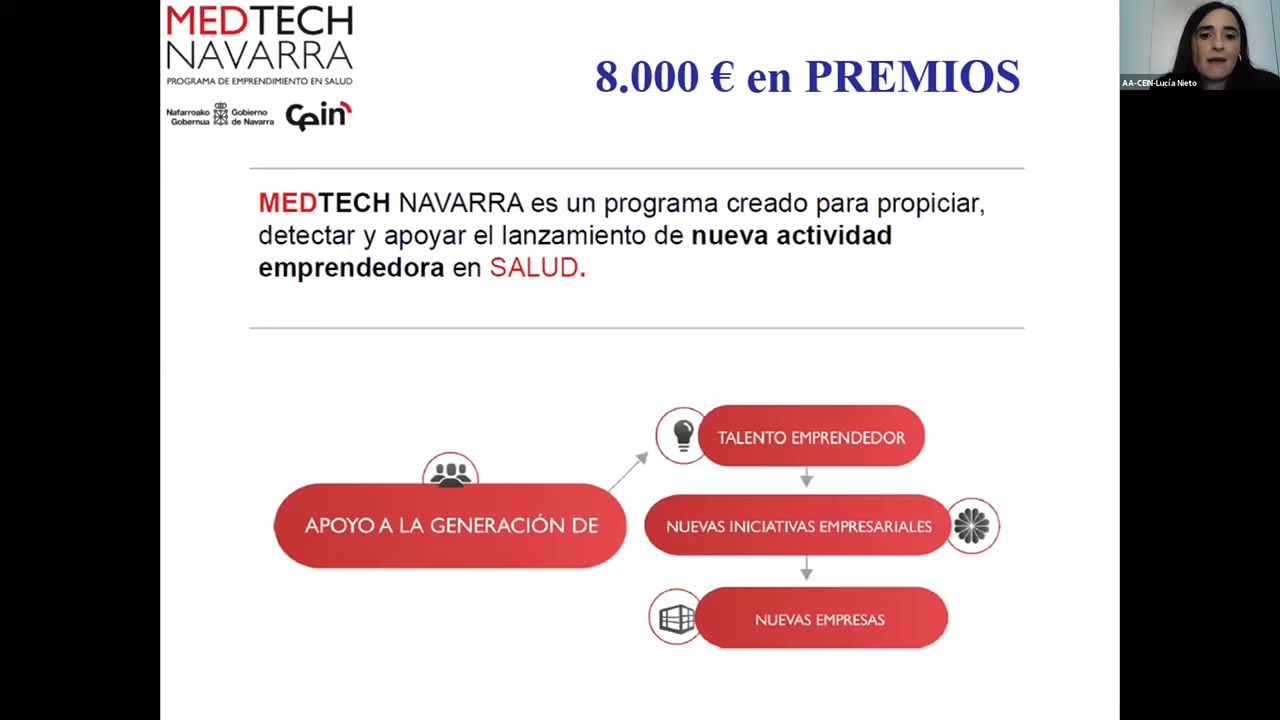 MEDTECH
NAVARRA
PROGRAMA DE EMPRENDIMIENTO EN SALUD
Nafarroako Gobernua
Gobierno de Navarra
cein
8.000 € en PREMIOS
AA-CEIN-Lucía Nieto
MEDTECH NAVARRA es un programa creado para propiciar,
detectar y apoyar el lanzamiento de nueva actividad
emprendedora en SALUD.
APOYO A LA GENERACIÓN DE
TALENTO EMPRENDEDOR
NUEVAS INICIATIVAS EMPRESARIALES
NUEVAS EMPRESAS